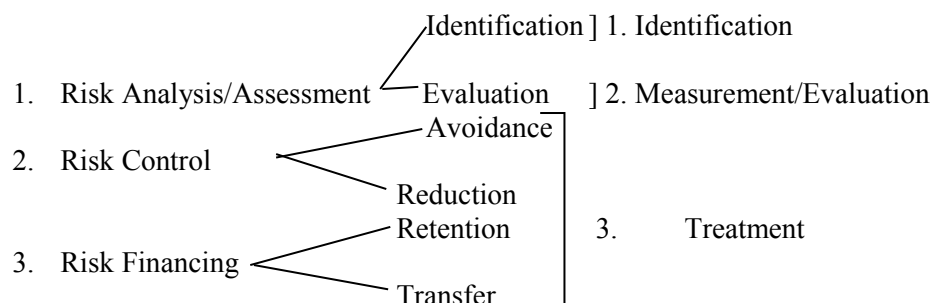 Identification ] 1. Identification
1. Risk Analysis/Assessment Evaluation ] 2. Measurement/Evaluation
Avoidance
2. Risk Control
Reduction
Retention 3. Treatment
3. Risk Financing
Transfer